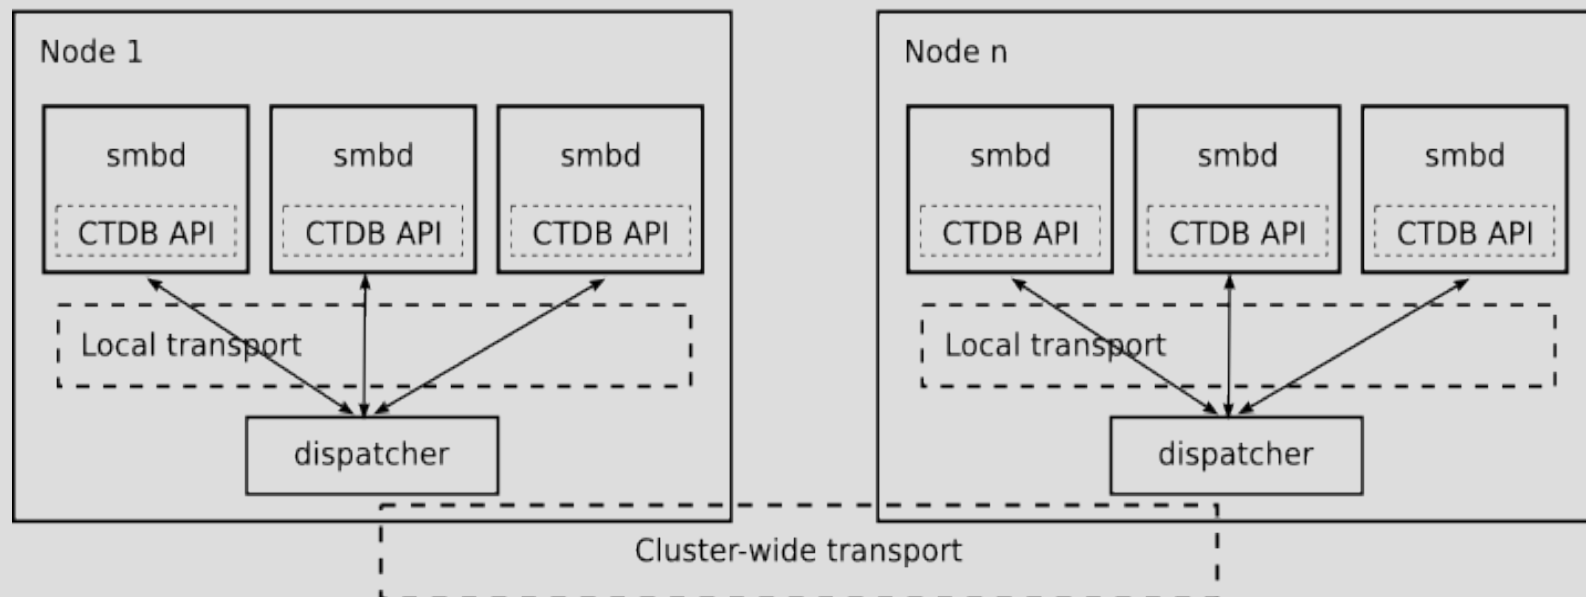 Node 1
smbd smbd smbd
CTDB API CTDB API CTDB API
Local transport
dispatcher
Node n
smbd smbd smbd
CTDB API CTDB API CTDB API
Local transport
dispatcher
Cluster-wide transport